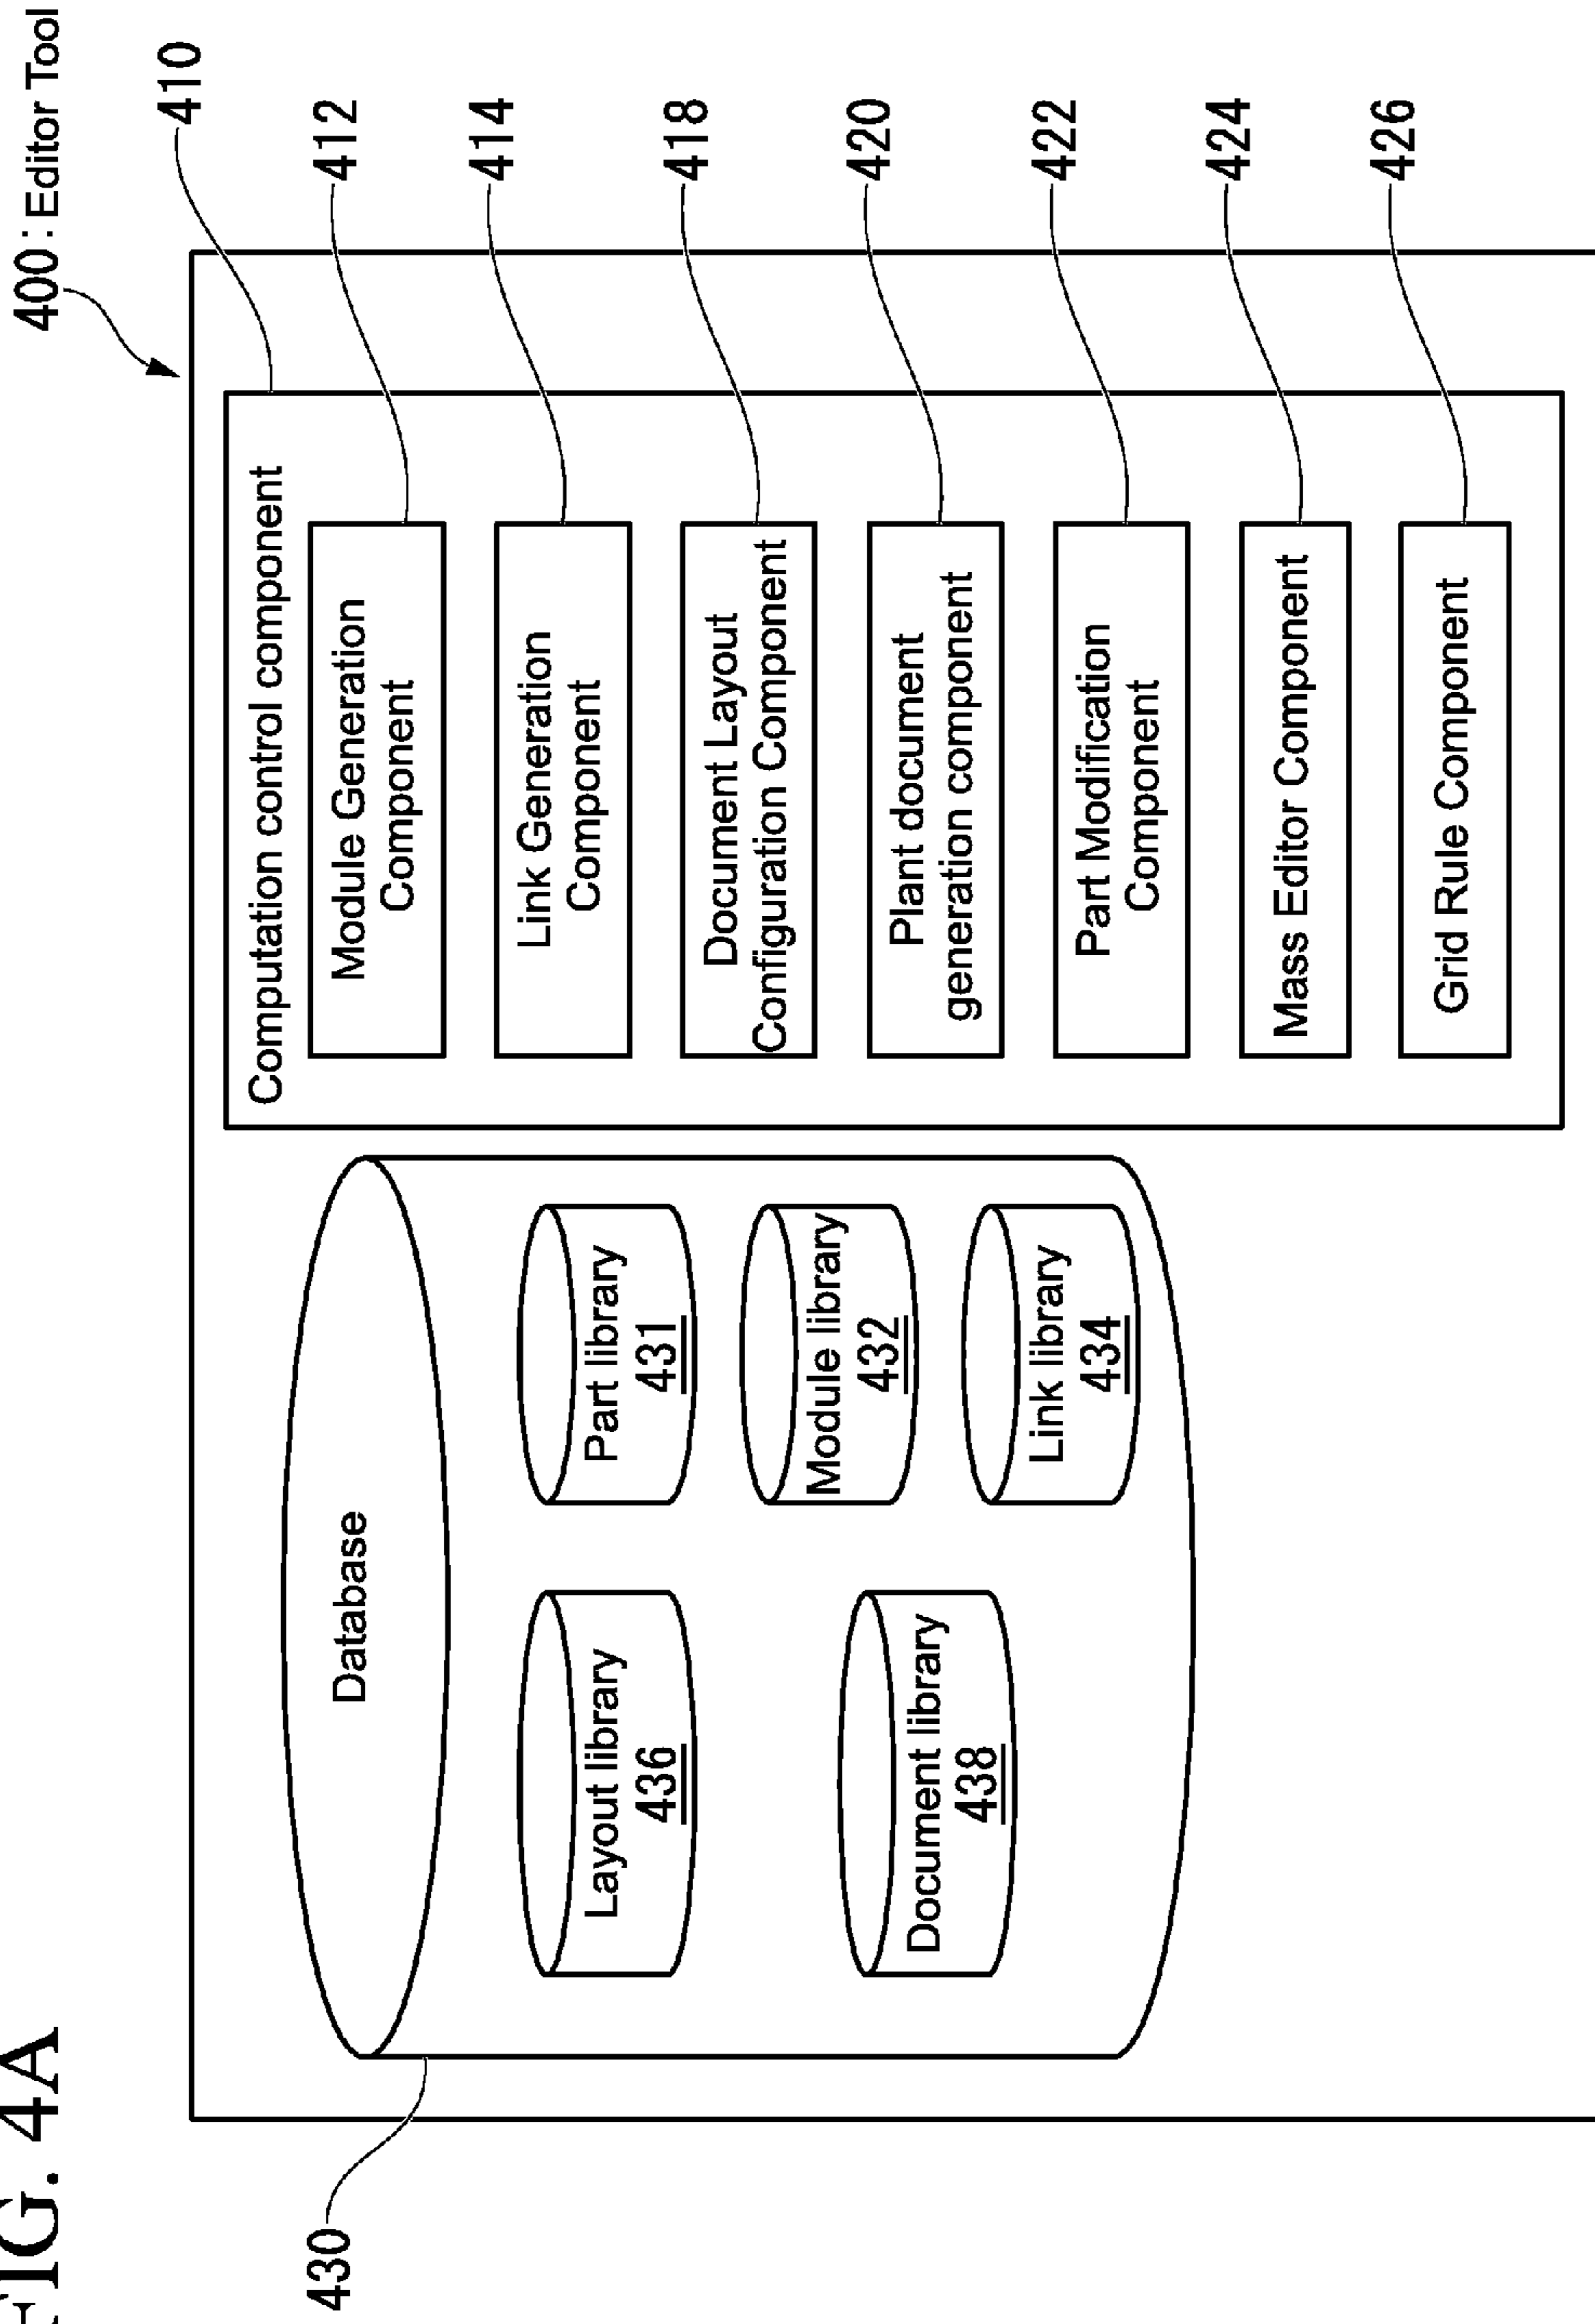 FIG. 4A
400:Editor Tool
430
410
Database
Layout library
436
Document library
438
Part library
431
Module library
432
Link library
434
Computation control component
Module Generation
Component
412
Link Generation
Component
414
Document Layout
Configuration Component
418
Plant document
generation component
420
Part Modification
Component
422
Mass Editor Component
424
Grid Rule Component
426